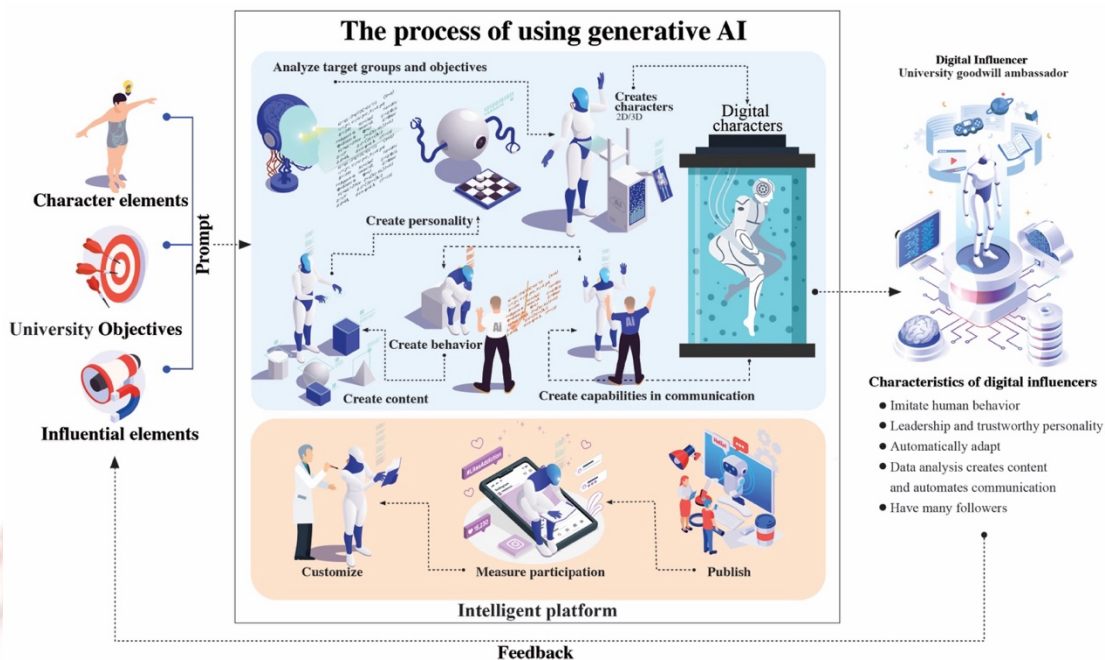 The process of using generative AI
Analyze target groups and objectives
Creates
characters
2D/3D
Digital
characters
Create personality
Create behavior
Create content
Create capabilities in communication
Ai
Ai
Customize
Measure participation
Publish
Intelligent platform
Character elements
University Objectives
Influential elements
Prompt
Digital Influencer
University goodwill ambassador
Characteristics of digital influencers
● Imitate human behavior
● Leadership and trustworthy personality
● Automatically adapt
● Data analysis creates content
and automates communication
● Have many followers
Feedback